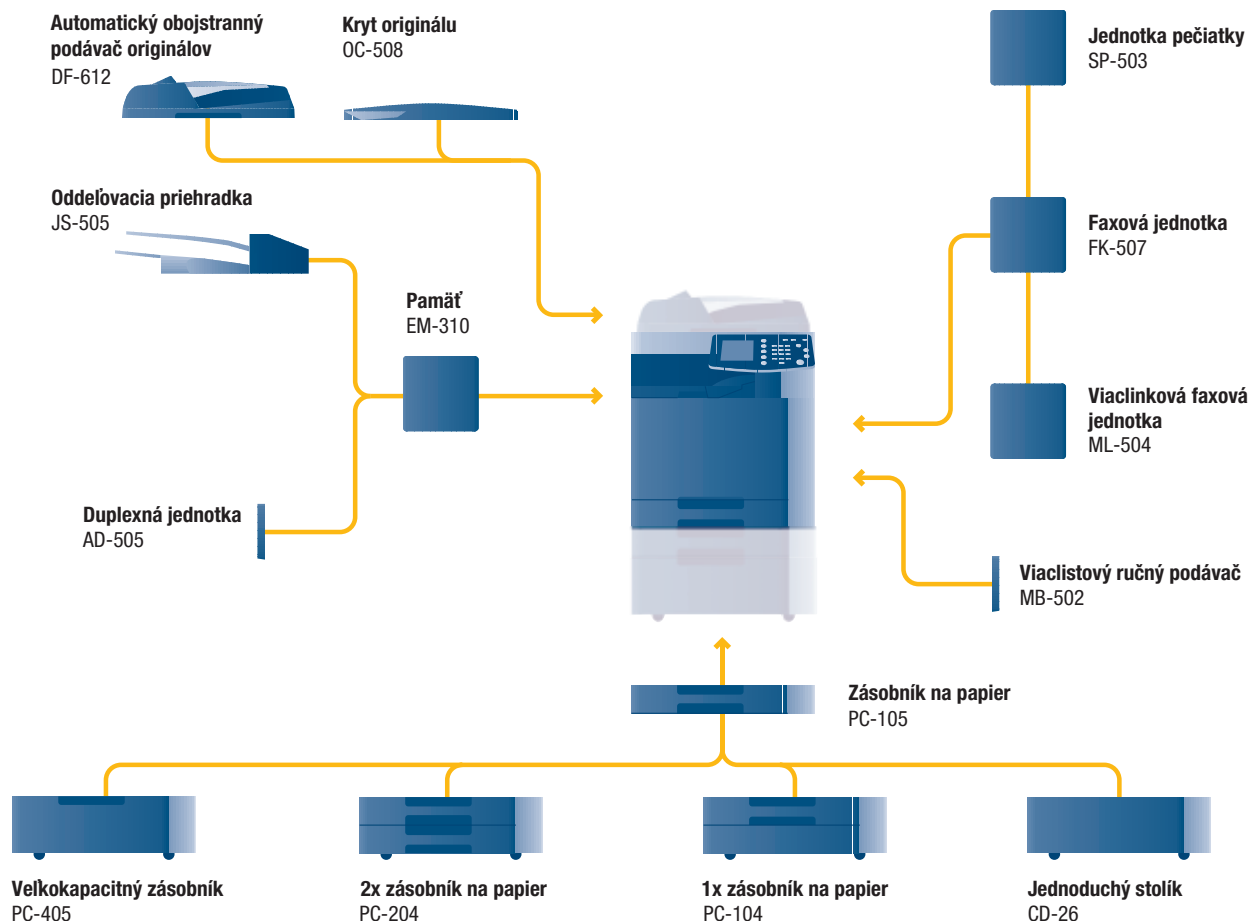 Automatický obojstranný
podávač originálov
DF-612
Kryt originálu
OC-508
Jednotka pečiatky
SP-503
Oddeľovacia priehradka
JS-505
Faxová jednotka
FK-507
Pamäť
EM-310
Viaclinková faxová
jednotka
ML-504
Duplexná jednotka
AD-505
Viaclistový ručný podávač
MB-502
Zásobník na papier
PC-105
Veľkokapacitný zásobník
PC-405
2x zásobník na papier
PC-204
1x zásobník na papier
PC-104
Jednoduchý stolík
CD-26